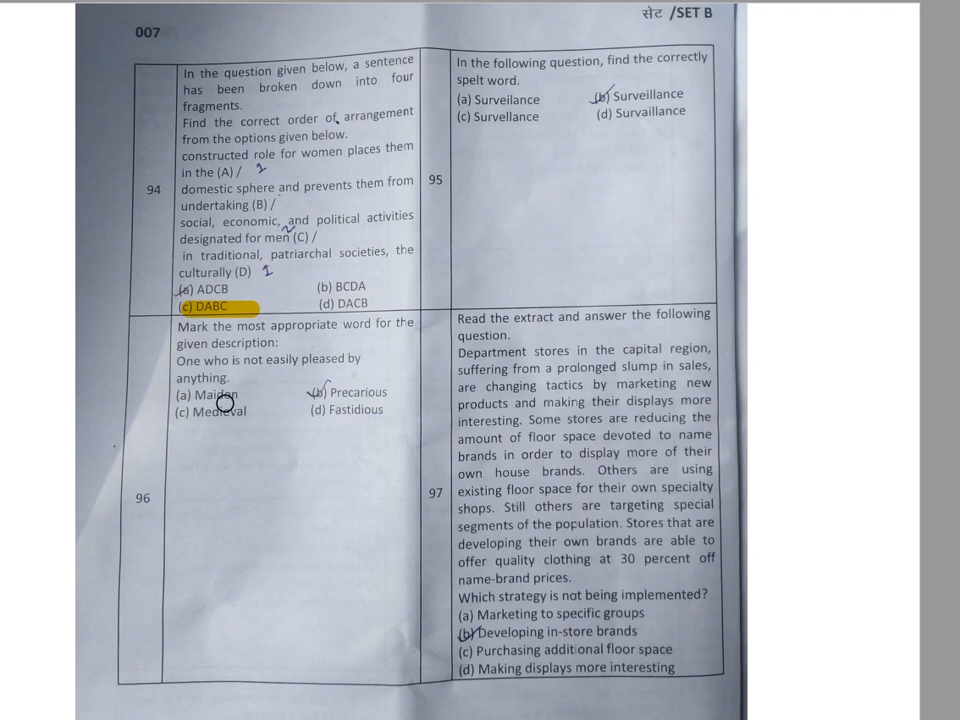 007
सेट /SET B
94
In the question given below, a sentence
has been broken down into four
fragments.
Find the correct order of arrangement
from the options given below.
constructed role for women places them
in the (A) /
domestic sphere and prevents them from
undertaking (B) /
social, economic, and political activities
designated for men (C) /
in traditional, patriarchal societies, the
culturally (D) 1
(a) ADCB
(b) BCDA
(c) DABC
(d) DACB
95
In the following question, find the correctly
spelt word.
(a) Surveilance
(b) Surveillance
(c) Survellance
(d) Survaillance
96
Mark the most appropriate word for the
given description:
One who is not easily pleased by
anything.
(a) Maiden
(b) Precarious
(c) Medieval
(d) Fastidious
97
Read the extract and answer the following
question.
Department stores in the capital region,
suffering from a prolonged slump in sales,
are changing tactics by marketing new
products and making their displays more
interesting. Some stores are reducing the
amount of floor space devoted to name
brands in order to display more of their
own house brands. Others are using
existing floor space for their own specialty
shops. Still others are targeting special
segments of the population. Stores that are
developing their own brands are able to
offer quality clothing at 30 percent off
name-brand prices.
Which strategy is not being implemented?
(a) Marketing to specific groups
(b) Developing in-store brands
(c) Purchasing additional floor space
(d) Making displays more interesting